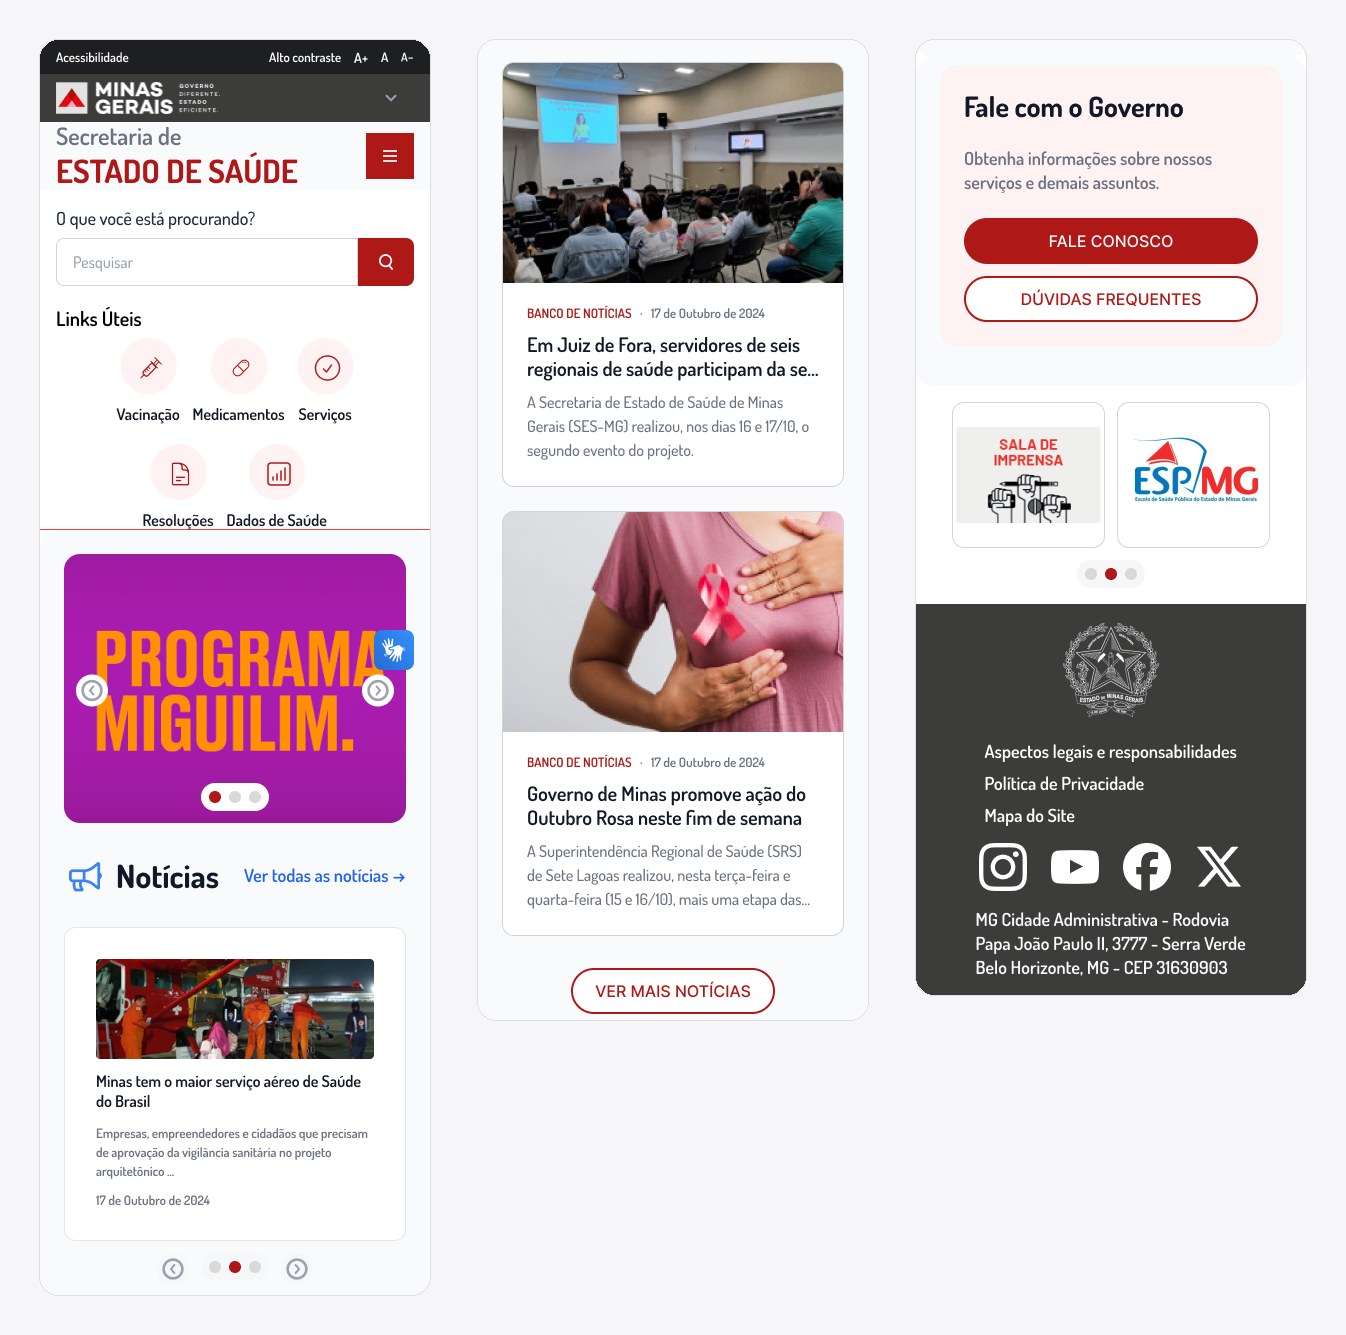 Acessibilidade
Alto contraste A+ A A-
MINAS
GERAIS
GOVERNO
DIFERENTE.
ESTADO
EFICIENTE.
Secretaria de
ESTADO DE SAÚDE
O que você está procurando?
Pesquisar
Links Úteis
Vacinação Medicamentos Serviços
Resoluções Dados de Saúde
PROGRAMA
MIGUILIM.
Notícias Ver todas as notícias →
Minas tem o maior serviço aéreo de Saúde
do Brasil
Empresas, empreendedores e cidadãos que precisam
de aprovação da vigilância sanitária no projeto
arquitetônico ...
17 de Outubro de 2024
BANCO DE NOTÍCIAS · 17 de Outubro de 2024
Em Juiz de Fora, servidores de seis
regionais de saúde participam da se...
A Secretaria de Estado de Saúde de Minas
Gerais (SES-MG) realizou, nos dias 16 e 17/10, o
segundo evento do projeto.
BANCO DE NOTÍCIAS · 17 de Outubro de 2024
Governo de Minas promove ação do
Outubro Rosa neste fim de semana
A Superintendência Regional de Saúde (SRS)
de Sete Lagoas realizou, nesta terça-feira e
quarta-feira (15 e 16/10), mais uma etapa das...
VER MAIS NOTÍCIAS
Fale com o Governo
Obtenha informações sobre nossos
serviços e demais assuntos.
FALE CONOSCO
DÚVIDAS FREQUENTES
SALA DE
IMPRENSA
ESP/MG
Escola de Saúde Pública do Estado de Minas Gerais
ESTADO DE MINAS GERAIS
Aspectos legais e responsabilidades
Política de Privacidade
Mapa do Site
MG Cidade Administrativa - Rodovia
Papa João Paulo II, 3777 - Serra Verde
Belo Horizonte, MG - CEP 31630903